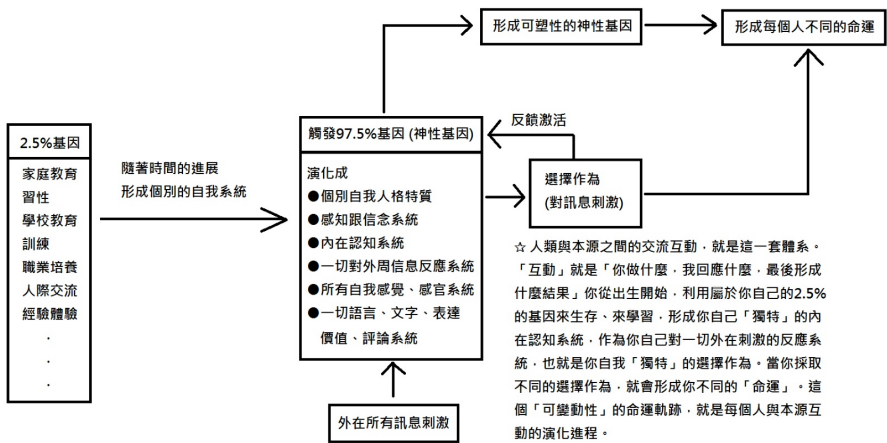 形成可塑性的神性基因
形成每個人不同的命運
2.5%基因
家庭教育
習性
學校教育
訓練
職業培養
人際交流
經驗體驗
.
.
.
隨著時間的進展
形成個別的自我系統
觸發97.5%基因 (神性基因)
演化成
●個別自我人格特質
●感知跟信念系統
●內在認知系統
●一切對外周信息反應系統
●所有自我感覺、感官系統
●一切語言、文字、表達
價值、評論系統
外在所有訊息刺激
反饋激活
選擇作為
(對訊息刺激)
☆ 人類與本源之間的交流互動，就是這一套體系。
「互動」就是「你做什麼，我回應什麼，最後形成
什麼結果」你從出生開始，利用屬於你自己的2.5%
的基因來生存、來學習，形成你自己「獨特」的內
在認知系統，作為你自己對一切外在刺激的反應系
統，也就是你自我「獨特」的選擇作為。當你採取
不同的選擇作為，就會形成你不同的「命運」。這
個「可變動性」的命運軌跡，就是每個人與本源互
動的演化進程。